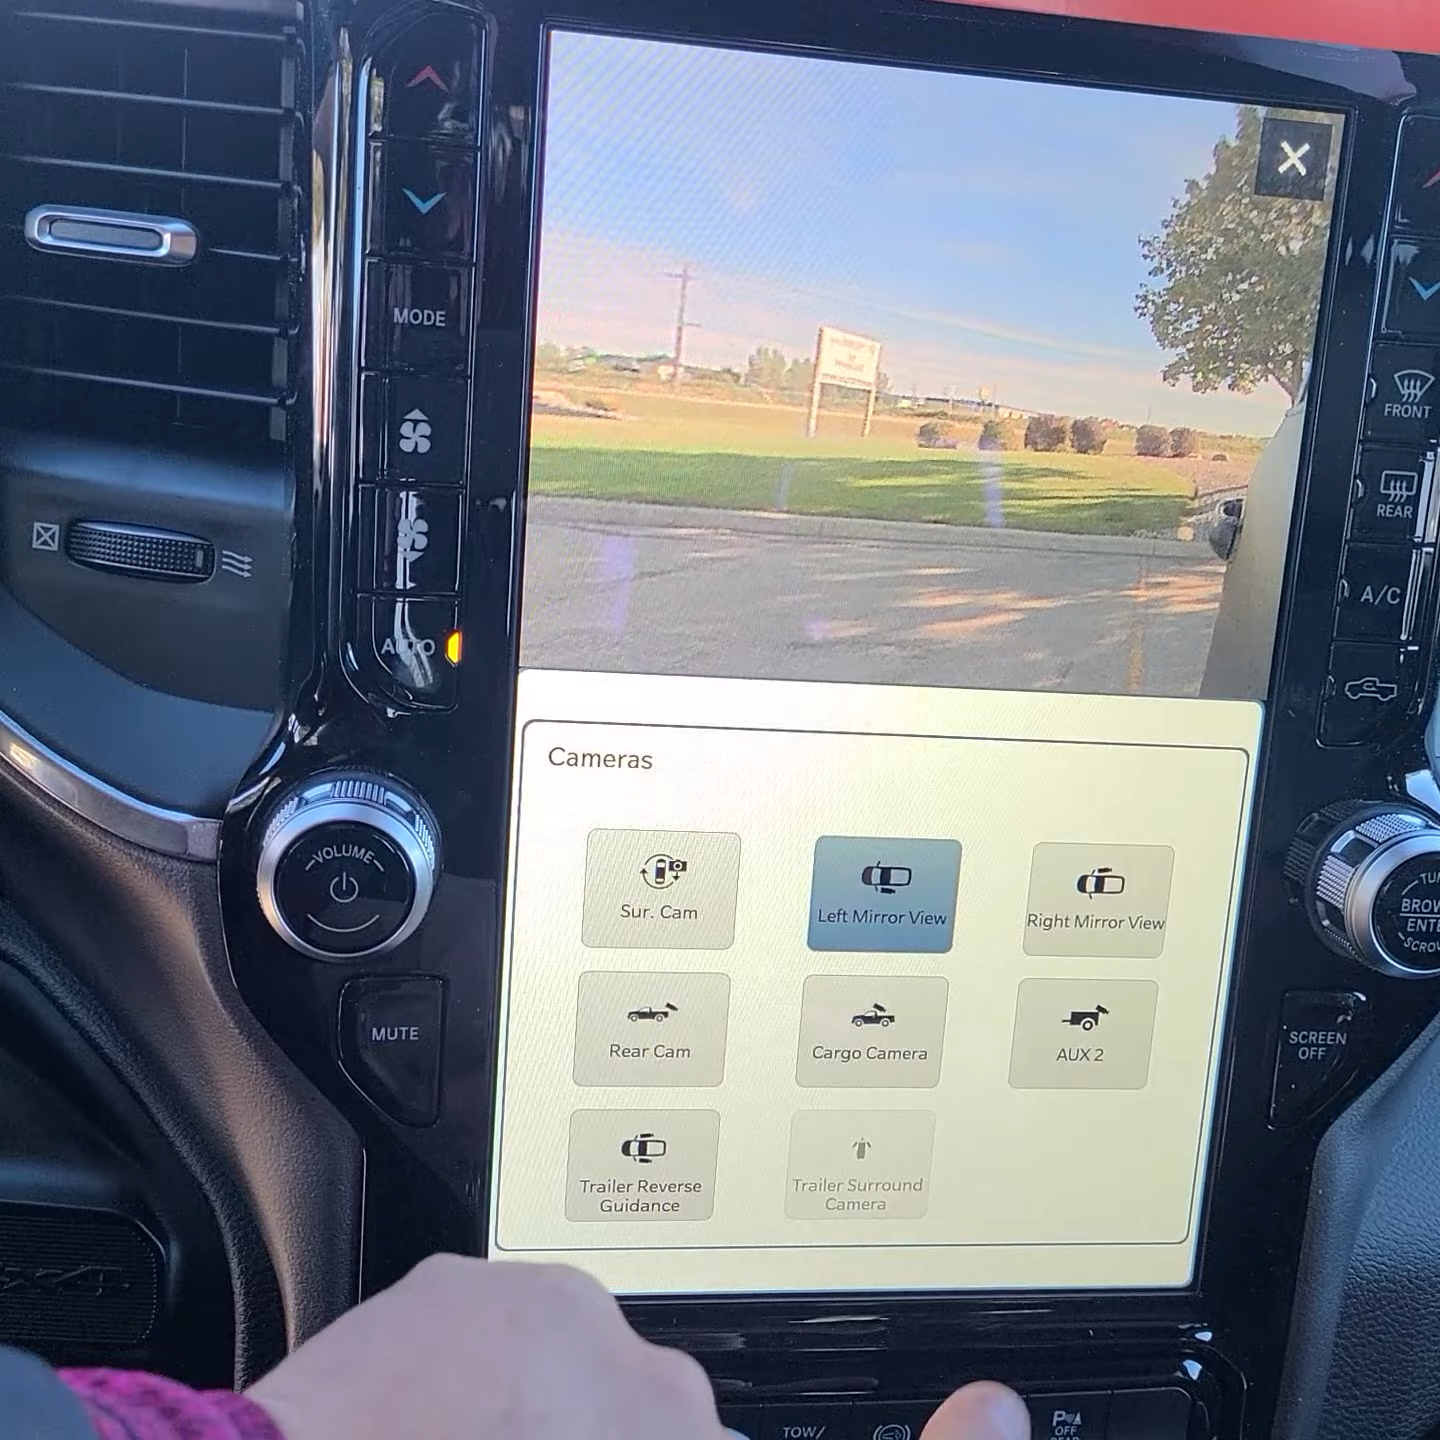 MODE
AUTO
VOLUME
MUTE
Cameras
Sur. Cam
Left Mirror View
Right Mirror View
Rear Cam
Cargo Camera
AUX 2
Trailer Reverse
Guidance
Trailer Surround
Camera
FRONT
REAR
A/C
SCREEN
OFF
TOW/
P
OFF